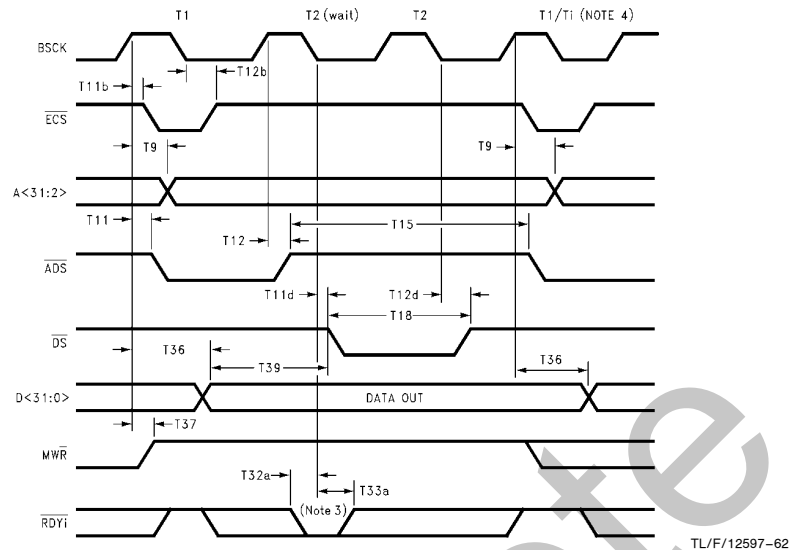 T1 T2 (wait) T2 T1/Ti (NOTE 4)
BSCK
T12b
T11b
ECS
T9 T9
A<31:2>
T11 T15
T12
ADS
T11d T12d
T18
DS
T36 T36
T39
D<31:0> DATA OUT
T37
MWR
T32a T33a
(Note 3)
RDYi
TL/F/12597–62